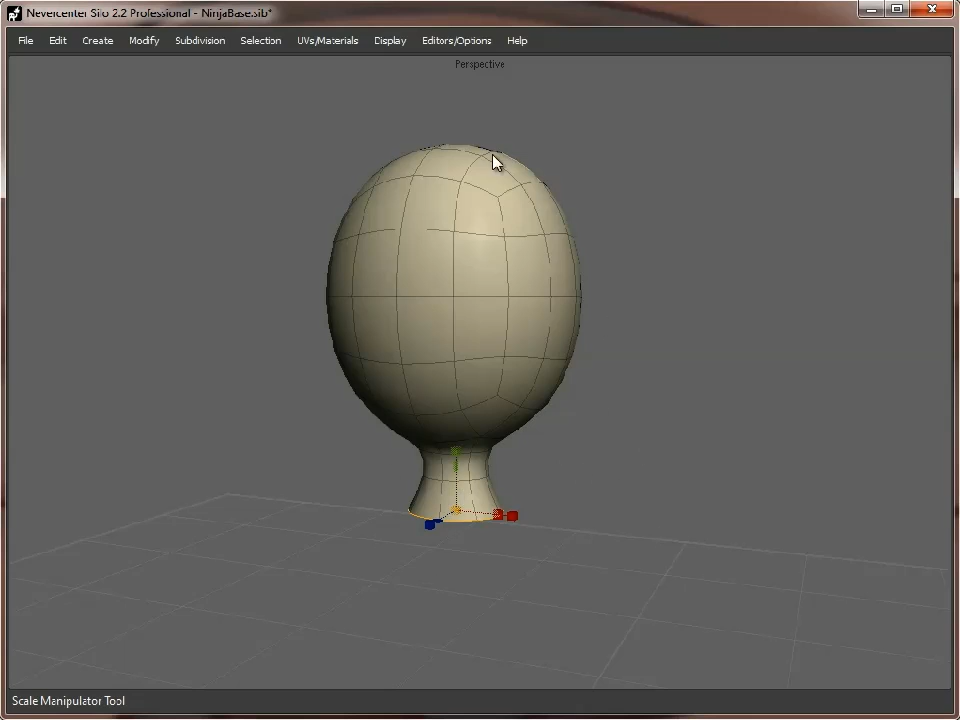 Nevercenter Silo 2.2 Professional - NinjaBase.sib*
File Edit Create Modify Subdivision Selection UVs/Materials Display Editors/Options Help
Perspective
Scale Manipulator Tool